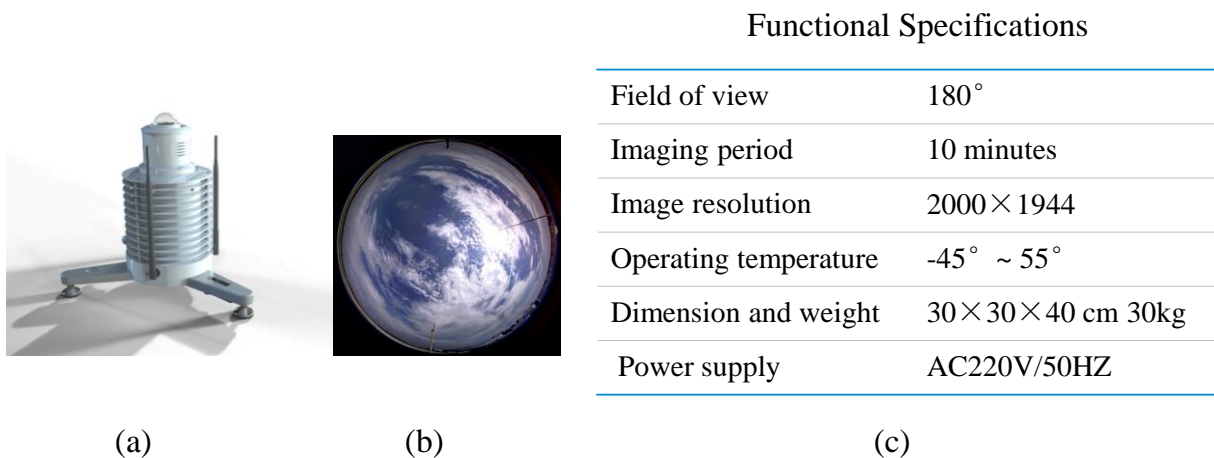 Functional Specifications
Field of view 180°
Imaging period 10 minutes
Image resolution 2000×1944
Operating temperature -45° ~ 55°
Dimension and weight 30×30×40 cm 30kg
Power supply AC220V/50HZ
(a) (b) (c)